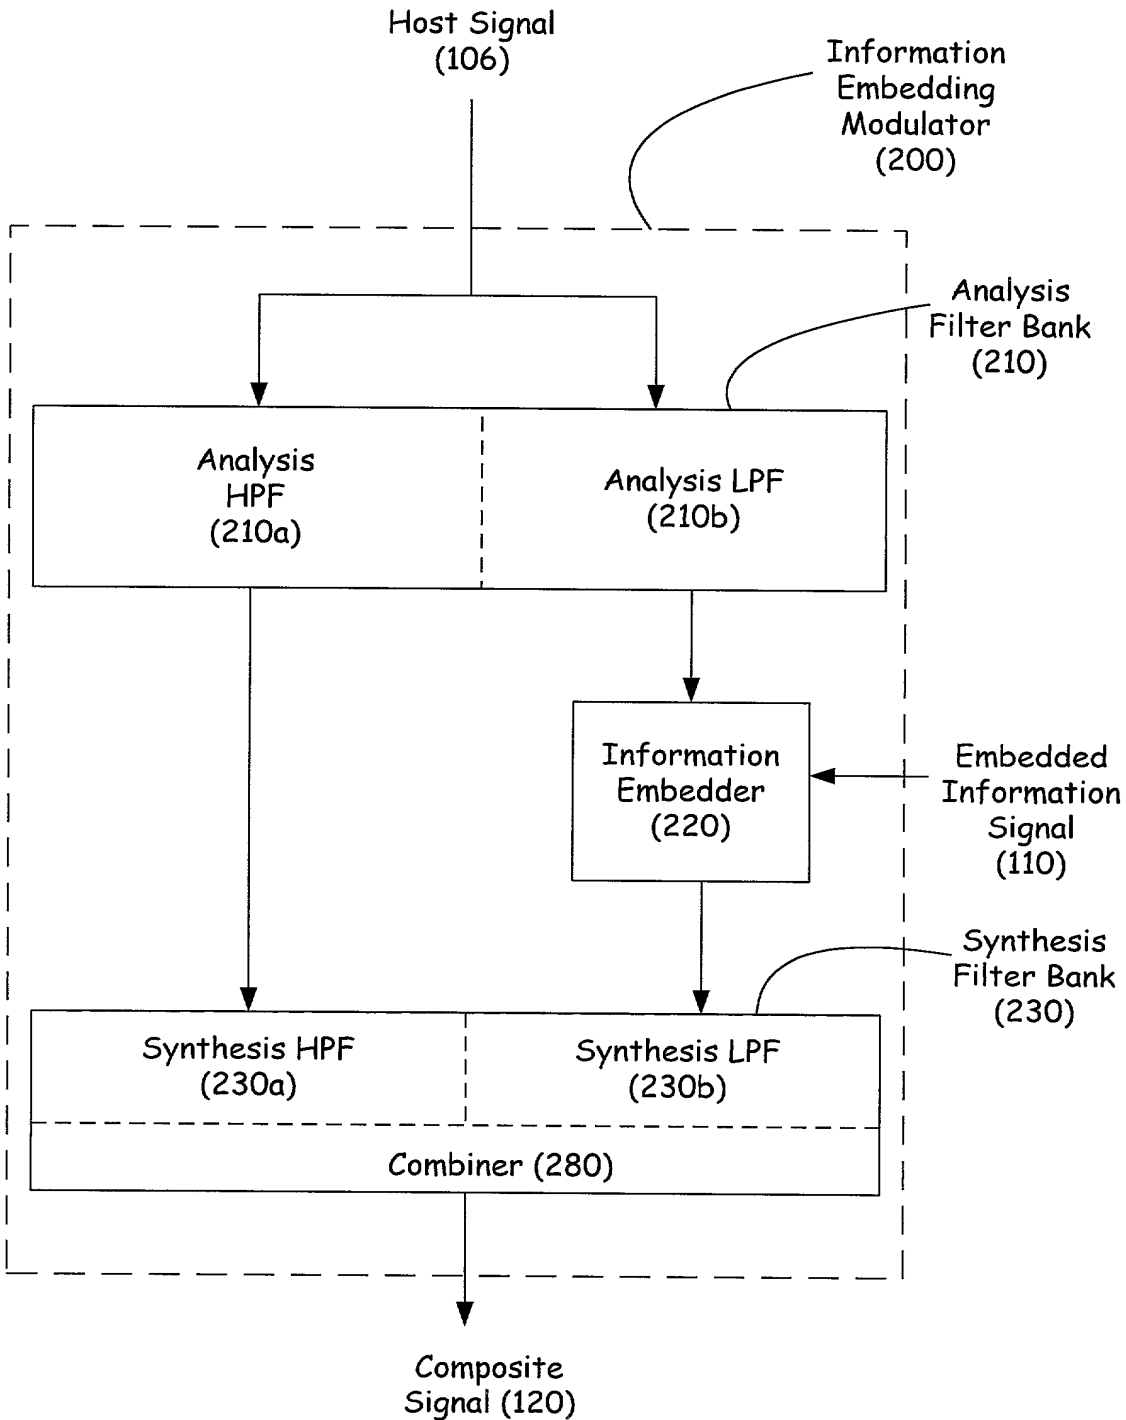 Host Signal
(106)
Information
Embedding
Modulator
(200)
Analysis
Filter Bank
(210)
Analysis
HPF
(210a)
Analysis LPF
(210b)
Information
Embedder
(220)
Embedded
Information
Signal
(110)
Synthesis
Filter Bank
(230)
Synthesis HPF
(230a)
Synthesis LPF
(230b)
Combiner (280)
Composite
Signal (120)